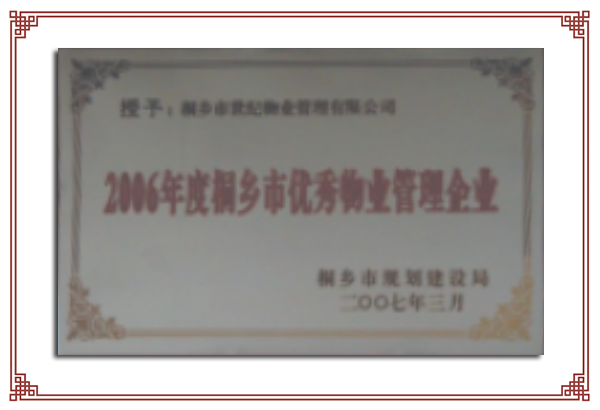 授予：桐乡市世纪物业管理有限公司
2006年度桐乡市优秀物业管理企业
桐乡市规划建设局
二〇〇七年三月